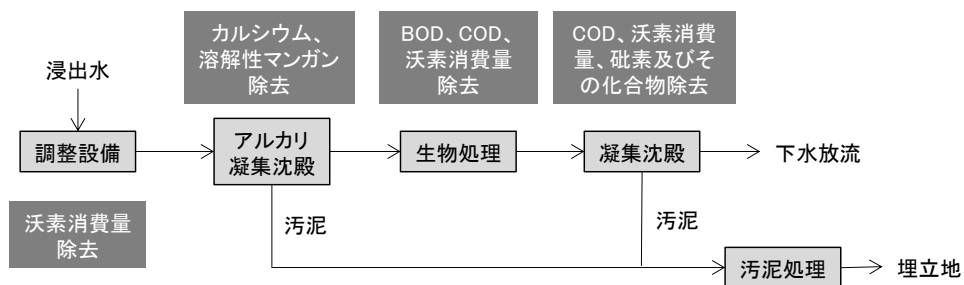 カルシウム、
溶解性マンガン
除去
BOD、COD、
沃素消費量
除去
COD、沃素消費
量、砒素及びそ
の化合物除去
浸出水
調整設備
アルカリ
凝集沈殿
生物処理
凝集沈殿
下水放流
沃素消費量
除去
汚泥
汚泥
汚泥処理
埋立地